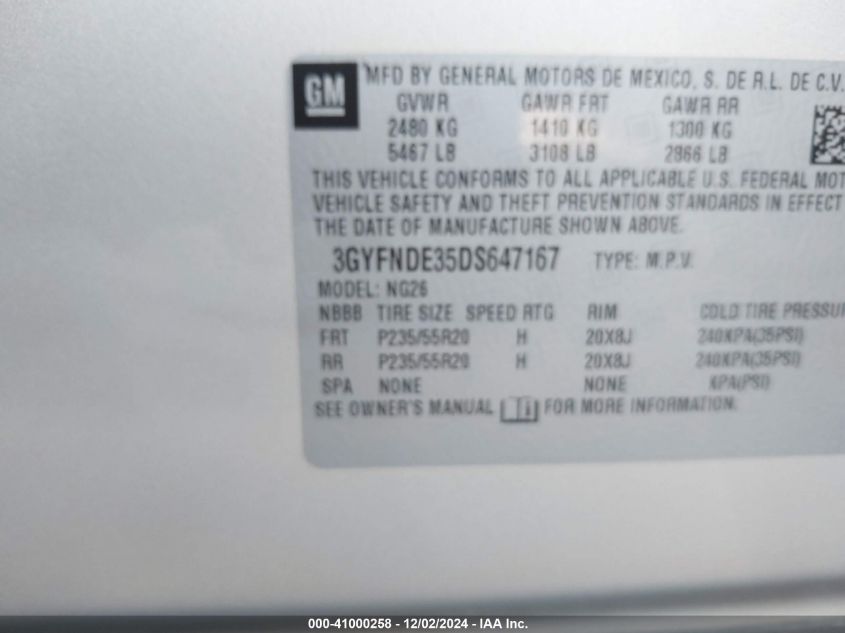 GM
MFD BY GENERAL MOTORS DE MEXICO, S. DE R.L. DE C.V.
GVWR GAWR FRT GAWR RR
2480 KG 1410 KG 1300 KG
5467 LB 3108 LB 2866 LB
THIS VEHICLE CONFORMS TO ALL APPLICABLE U.S. FEDERAL MOT
VEHICLE SAFETY AND THEFT PREVENTION STANDARDS IN EFFECT
THE DATE OF MANUFACTURE SHOWN ABOVE.
3GYFNDE35DS647167 TYPE: M.P.V.
MODEL: NG26
NBBB TIRE SIZE SPEED RTG RIM COLD TIRE PRESSUR
FRT P235/55R20 H 20X8J 240KPA(35PSI)
RR P235/55R20 H 20X8J 240KPA(35PSI)
SPA NONE NONE KPA(PSI)
SEE OWNER'S MANUAL FOR MORE INFORMATION.
000-41000258 - 12/02/2024 - IAA Inc.